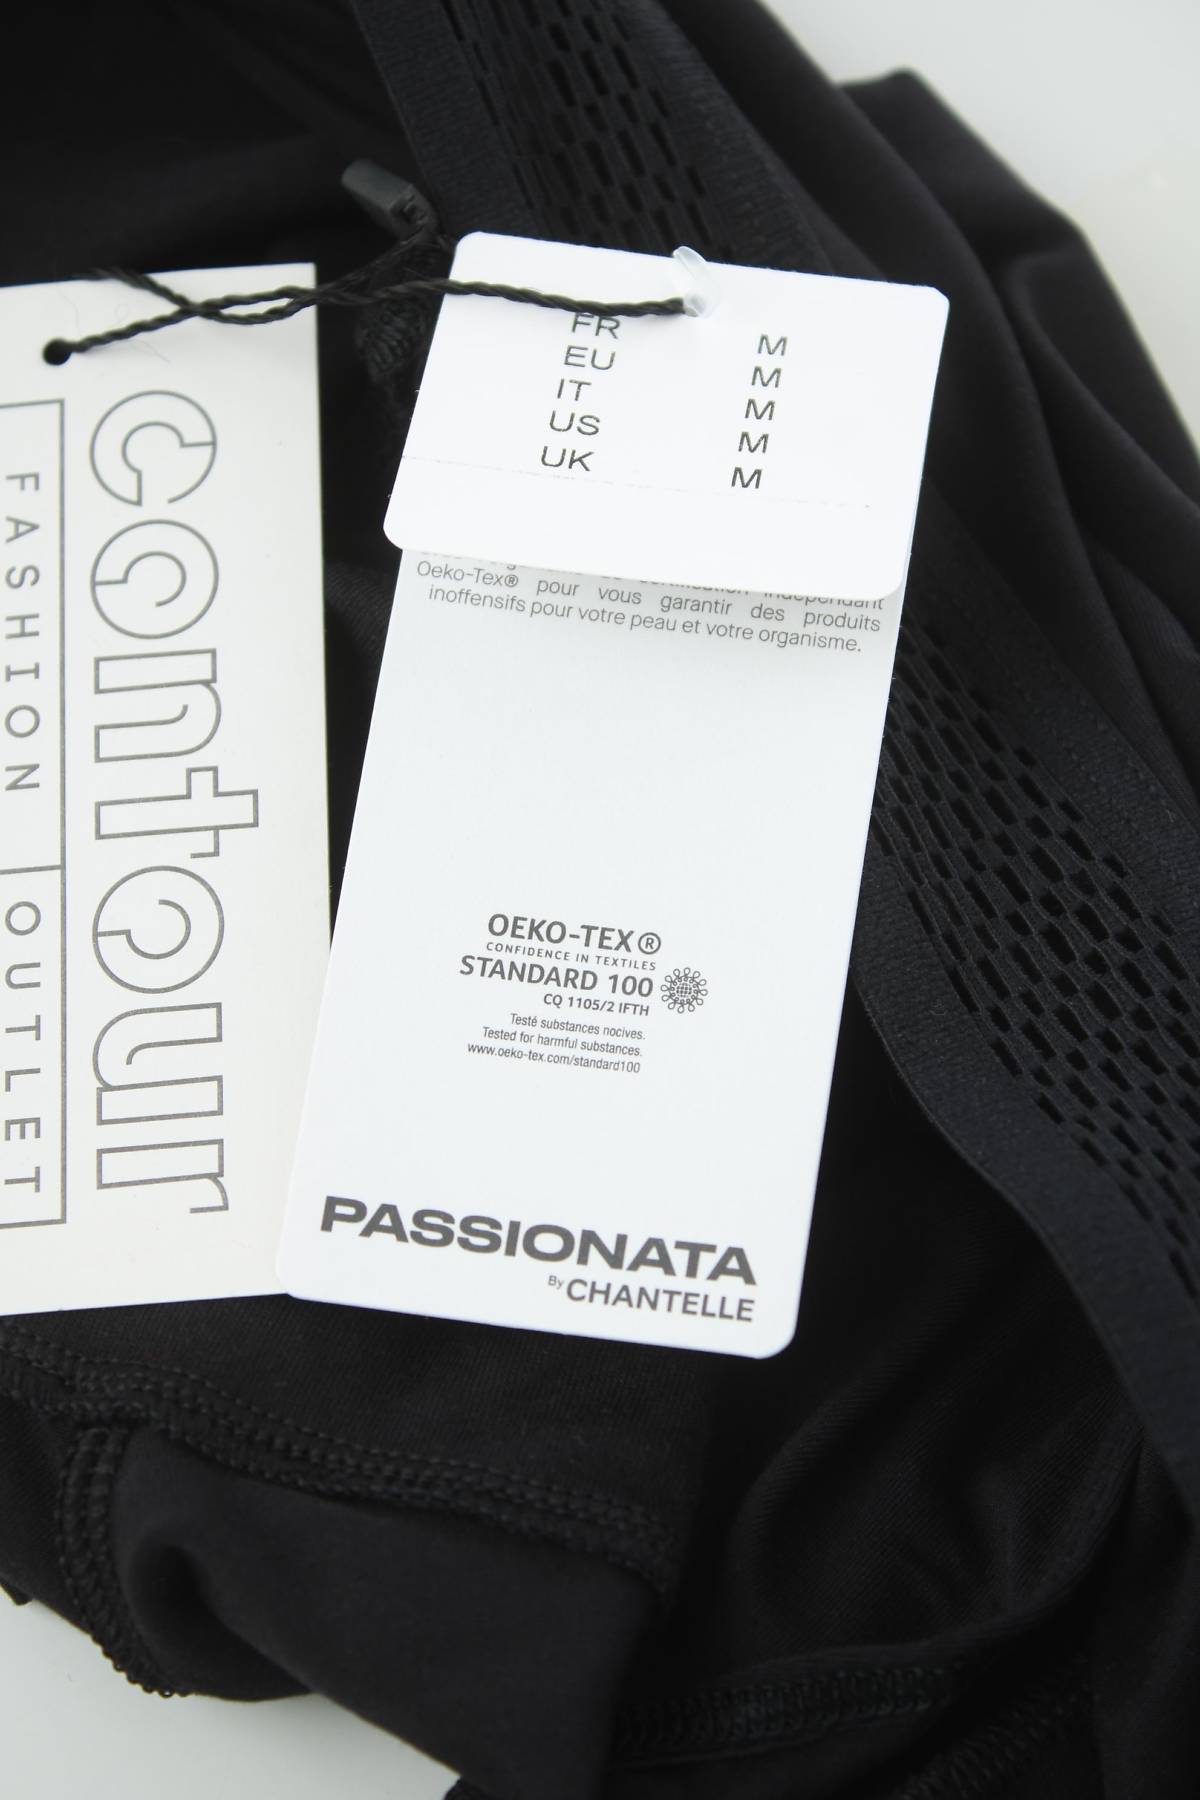 contour
FASHION OUTLET
FR M
EU M
IT M
US M
UK M
certification indépendant
Oeko-Tex® pour vous garantir des produits
inoffensifs pour votre peau et votre organisme.
OEKO-TEX®
CONFIDENCE IN TEXTILES
STANDARD 100
CQ 1105/2 IFTH
Testé substances nocives.
Tested for harmful substances.
www.oeko-tex.com/standard100
PASSIONATA
By CHANTELLE